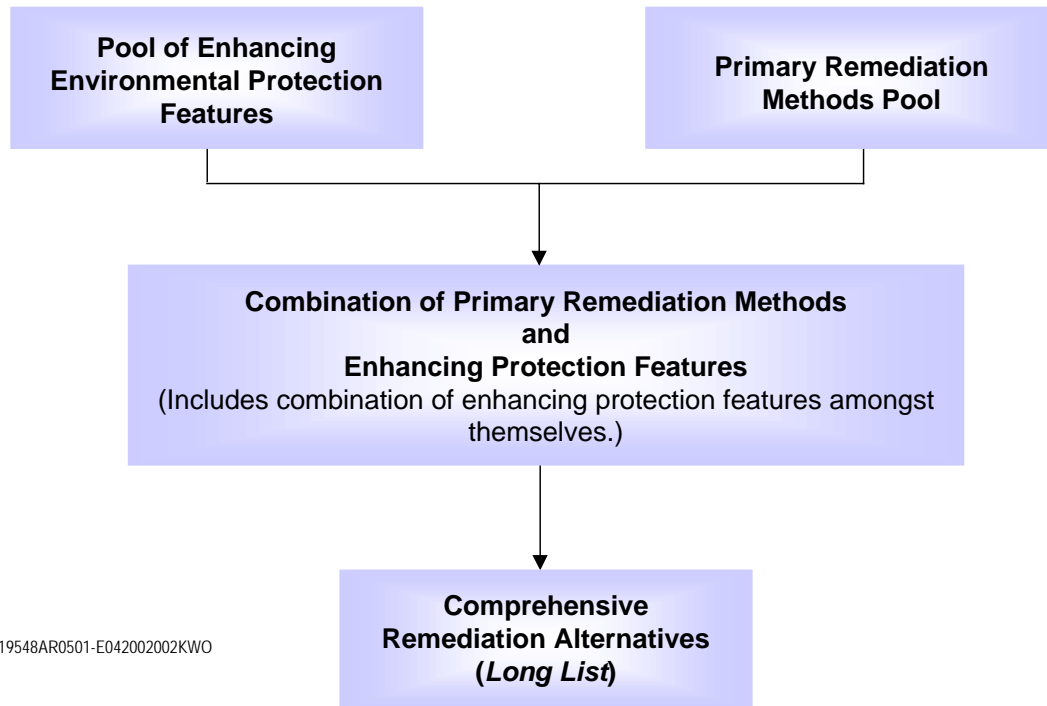 Pool of Enhancing
Environmental Protection
Features
Primary Remediation
Methods Pool
Combination of Primary Remediation Methods
and
Enhancing Protection Features
(Includes combination of enhancing protection features amongst
themselves.)
Comprehensive
Remediation Alternatives
(Long List)
19548AR0501-E042002002KWO